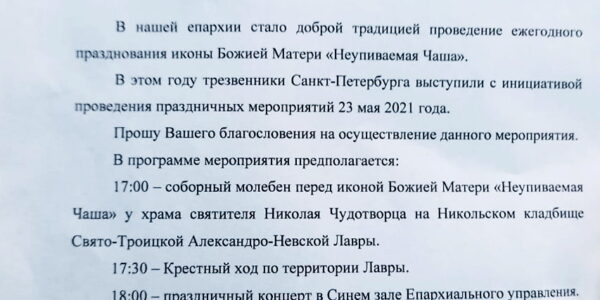 В нашей епархии стало доброй традицией проведение ежегодного
празднования иконы Божией Матери «Неупиваемая Чаша».
В этом году трезвенники Санкт-Петербурга выступили с инициативой
проведения праздничных мероприятий 23 мая 2021 года.
Прошу Вашего благословения на осуществление данного мероприятия.
В программе мероприятия предполагается:
17:00 – соборный молебен перед иконой Божией Матери «Неупиваемая
Чаша» у храма святителя Николая Чудотворца на Никольском кладбище
Свято-Троицкой Александро-Невской Лавры.
17:30 – Крестный ход по территории Лавры.
18:00 – праздничный концерт в Синем зале Епархиального управления.